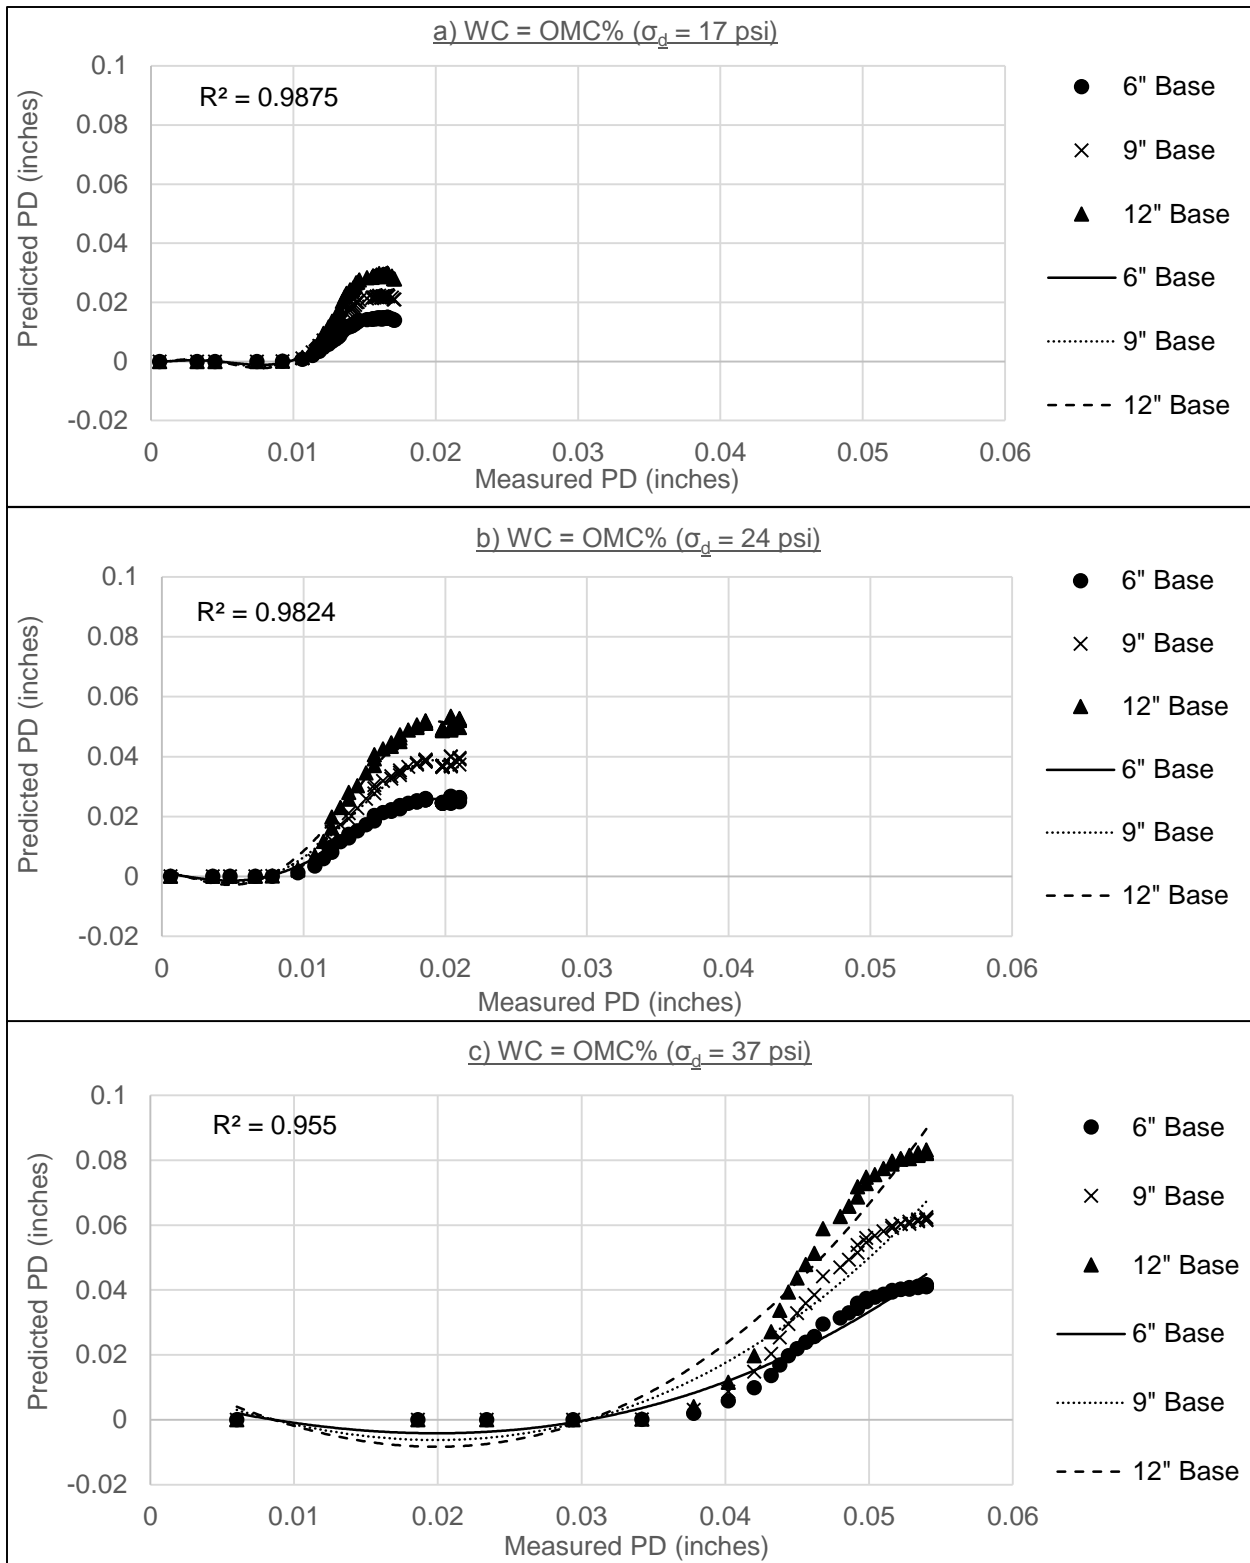 a) WC = OMC% (σd = 17 psi)
R² = 0.9875
Predicted PD (inches)
0.1
0.08
0.06
0.04
0.02
0
-0.02
0 0.01 0.02 0.03 0.04 0.05 0.06
Measured PD (inches)
6" Base
9" Base
12" Base
6" Base
9" Base
12" Base
b) WC = OMC% (σd = 24 psi)
R² = 0.9824
Predicted PD (inches)
0.1
0.08
0.06
0.04
0.02
0
-0.02
0 0.01 0.02 0.03 0.04 0.05 0.06
Measured PD (inches)
6" Base
9" Base
12" Base
6" Base
9" Base
12" Base
c) WC = OMC% (σd = 37 psi)
R² = 0.955
Predicted PD (inches)
0.1
0.08
0.06
0.04
0.02
0
-0.02
0 0.01 0.02 0.03 0.04 0.05 0.06
Measured PD (inches)
6" Base
9" Base
12" Base
6" Base
9" Base
12" Base